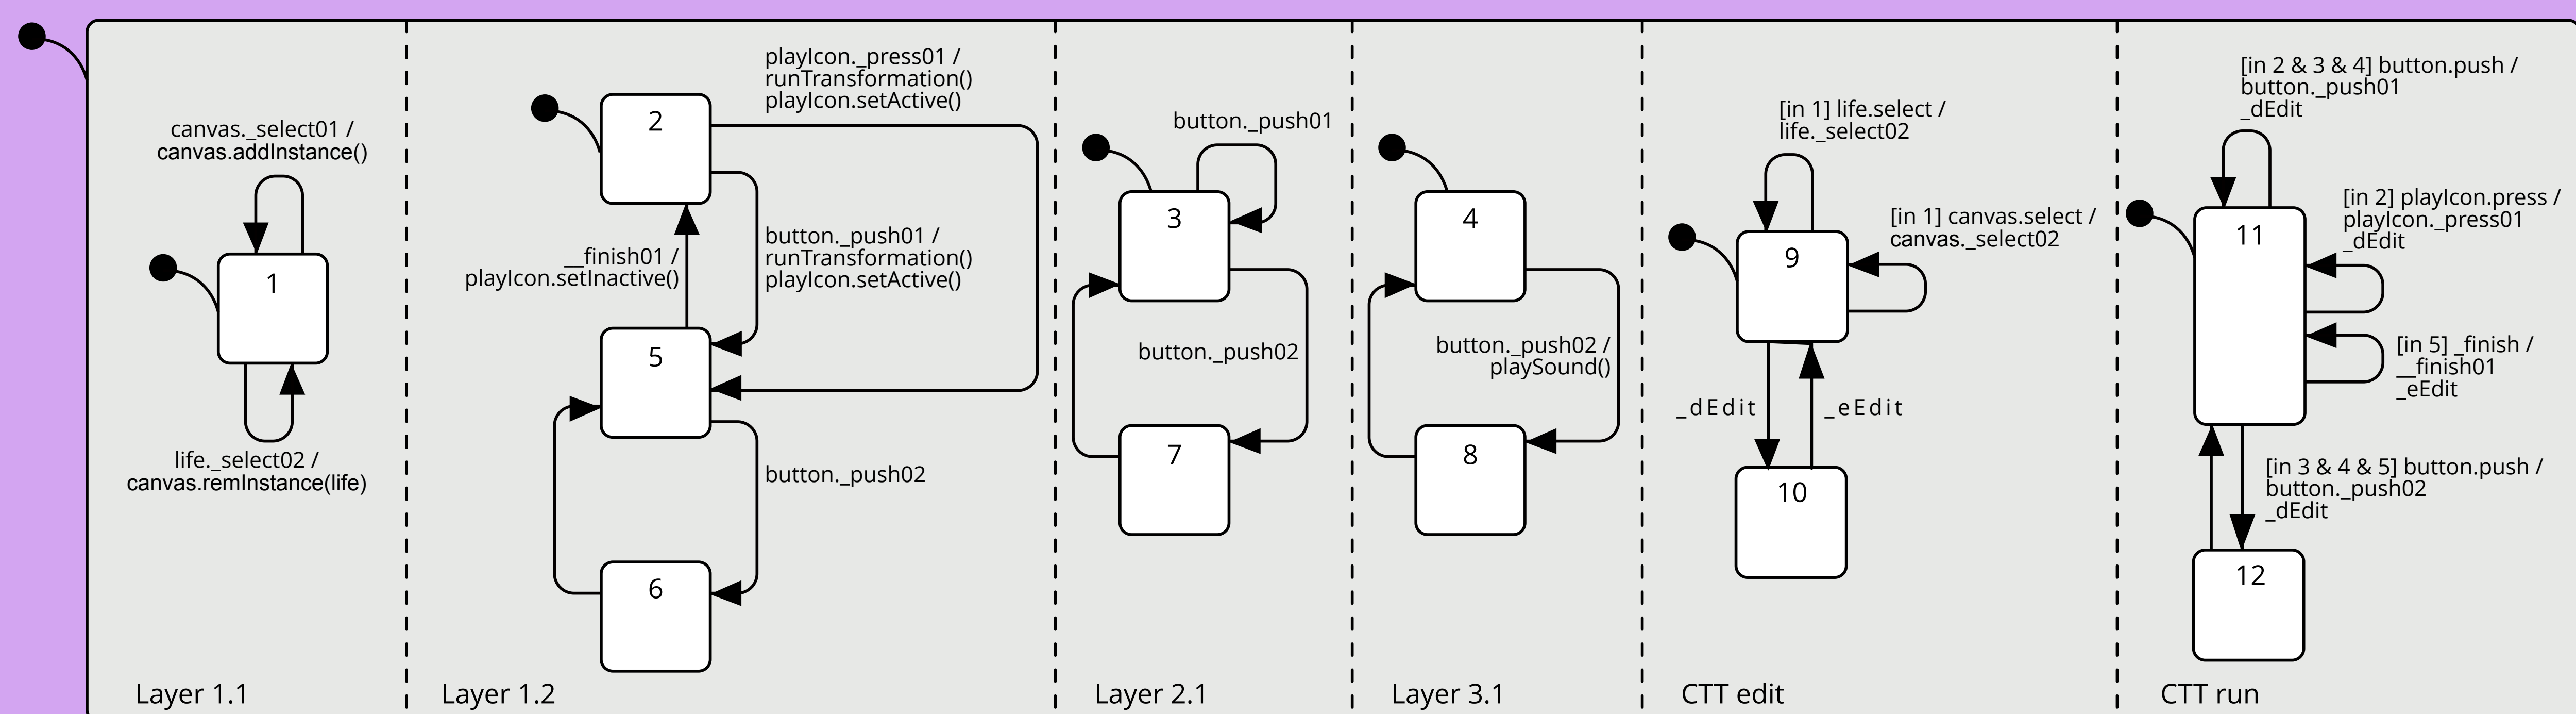 canvas._select01 /
canvas.addInstance()
1
life._select02 /
canvas.remInstance(life)
Layer 1.1
playIcon._press01 /
runTransformation()
playIcon.setActive()
2
button._push01 /
runTransformation()
playIcon.setActive()
__finish01 /
playIcon.setInactive()
5
button._push02
6
Layer 1.2
button._push01
3
button._push02
7
Layer 2.1
4
button._push02 /
playSound()
8
Layer 3.1
[in 1] life.select /
life._select02
[in 1] canvas.select /
canvas._select02
9
_dEdit
_eEdit
10
CTT edit
[in 2 & 3 & 4] button.push /
button._push01
_dEdit
[in 2] playIcon.press /
playIcon._press01
_dEdit
11
[in 5] _finish /
__finish01
_eEdit
[in 3 & 4 & 5] button.push /
button._push02
_dEdit
12
CTT run